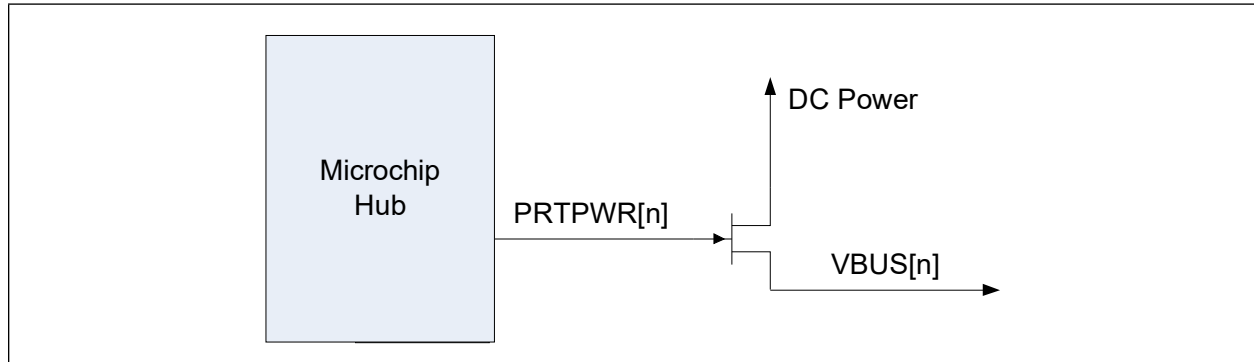 DC Power
Microchip
Hub
PRTPWR[n]
VBUS[n]